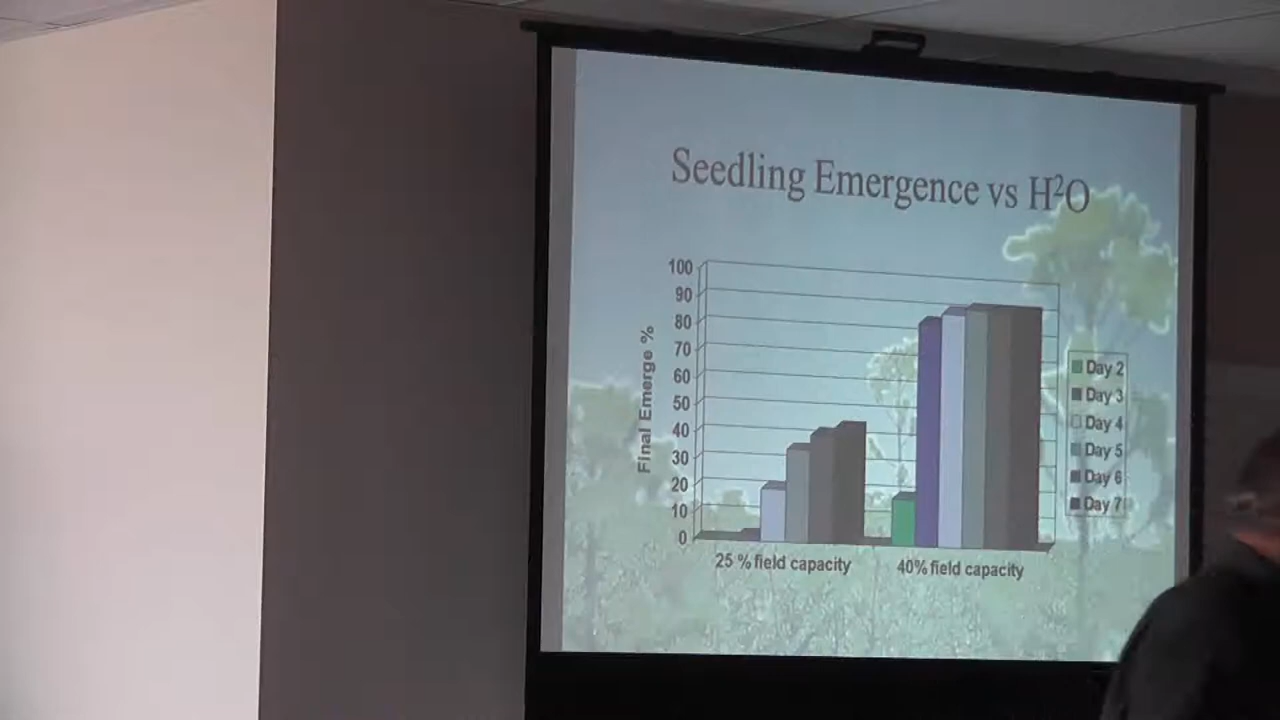 Seedling Emergence vs H²O
100
90
80
70
60
50
40
30
20
10
0
Final Emerge %
25 % field capacity
40% field capacity
Day 2
Day 3
Day 4
Day 5
Day 6
Day 7